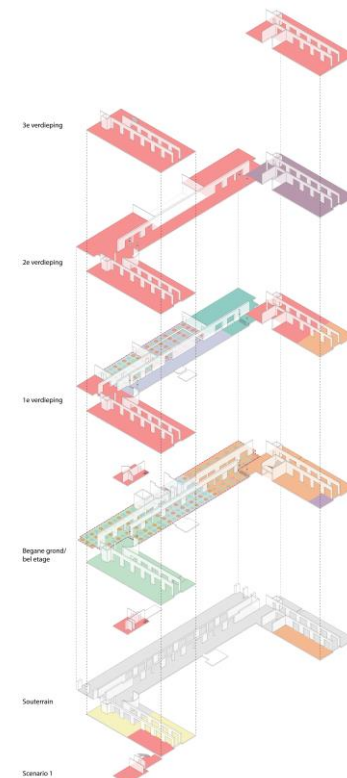 3e verdieping
2e verdieping
1e verdieping
Begane grond/
bel etage
Souterrain
Scenario 1